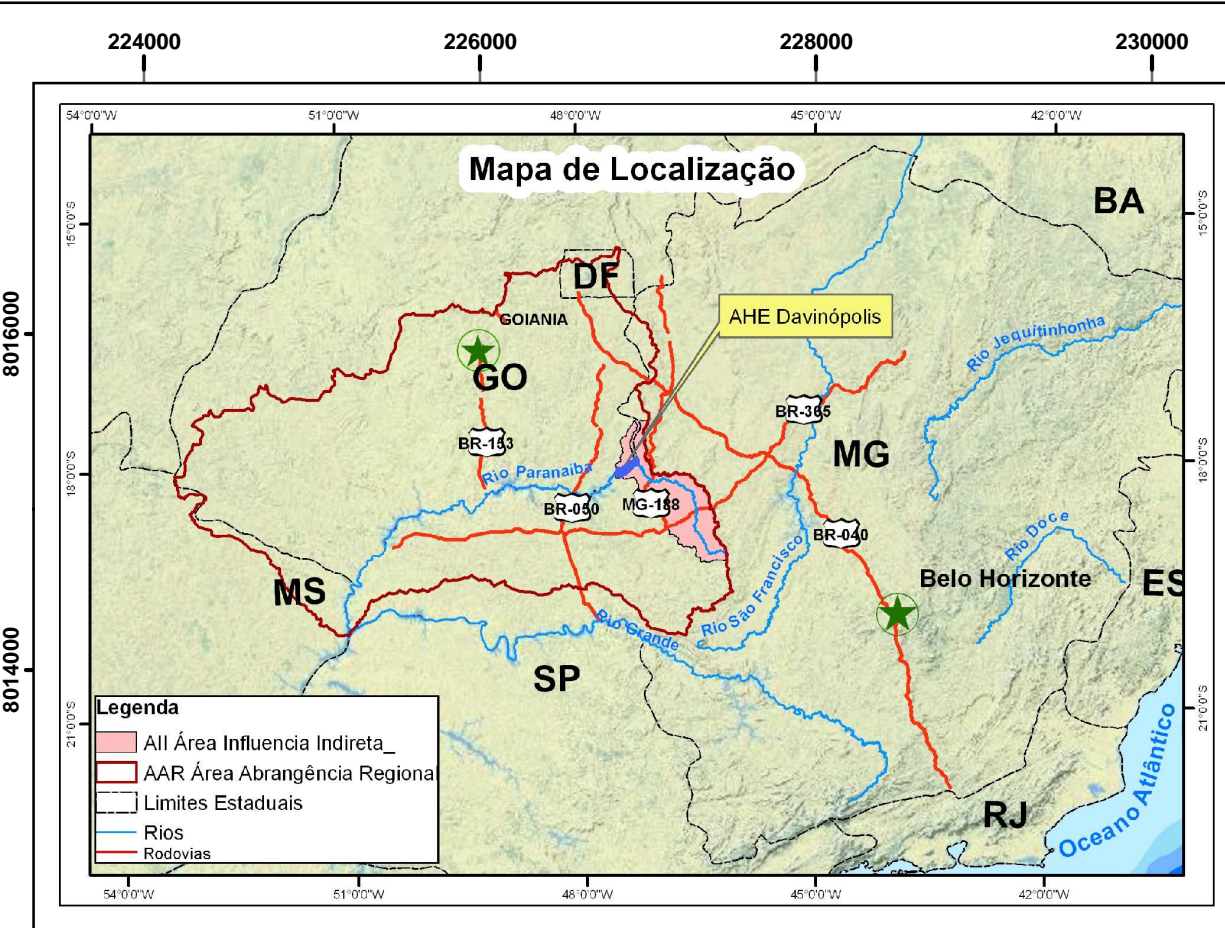 224000 226000 228000 230000
54°0'0"W 51°0'0"W 48°0'0"W 45°0'0"W 42°0'0"W
Mapa de Localização
BA
15°0'0"S
15°0'0"S
DF
8016000
GOIANIA
AHE Davinópolis
Rio Jequitinhonha
GO
BR-365
BR-153
MG
18°0'0"S
18°0'0"S
Rio Paranaiba
BR-050
MG-188
BR-040
Rio Doce
Rio São Francisco
Belo Horizonte
ES
MS
Rio Grande
8014000
SP
21°0'0"S
21°0'0"S
Legenda
AII Área Influencia Indireta_
AAR Área Abrangência Regional
Limites Estaduais
Rios
Rodovias
RJ
Oceano Atlântico
54°0'0"W 51°0'0"W 48°0'0"W 45°0'0"W 42°0'0"W